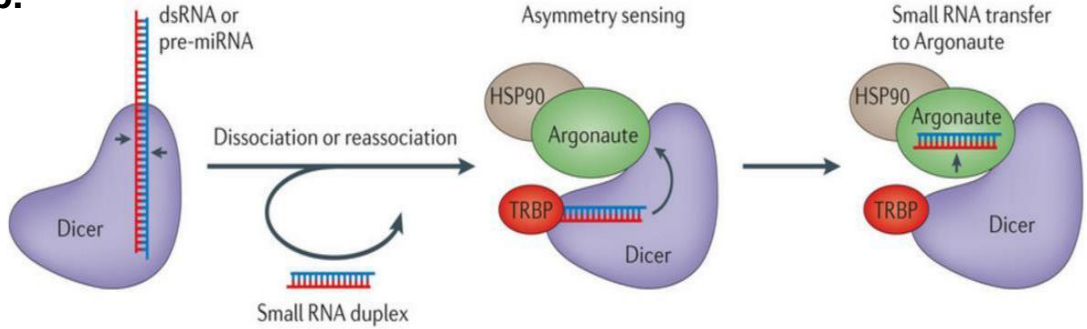 b.
dsRNA or
pre-miRNA
Dicer
Dissociation or reassociation
Small RNA duplex
Asymmetry sensing
HSP90
Argonaute
TRBP
Dicer
Small RNA transfer
to Argonaute
HSP90
Argonaute
TRBP
Dicer